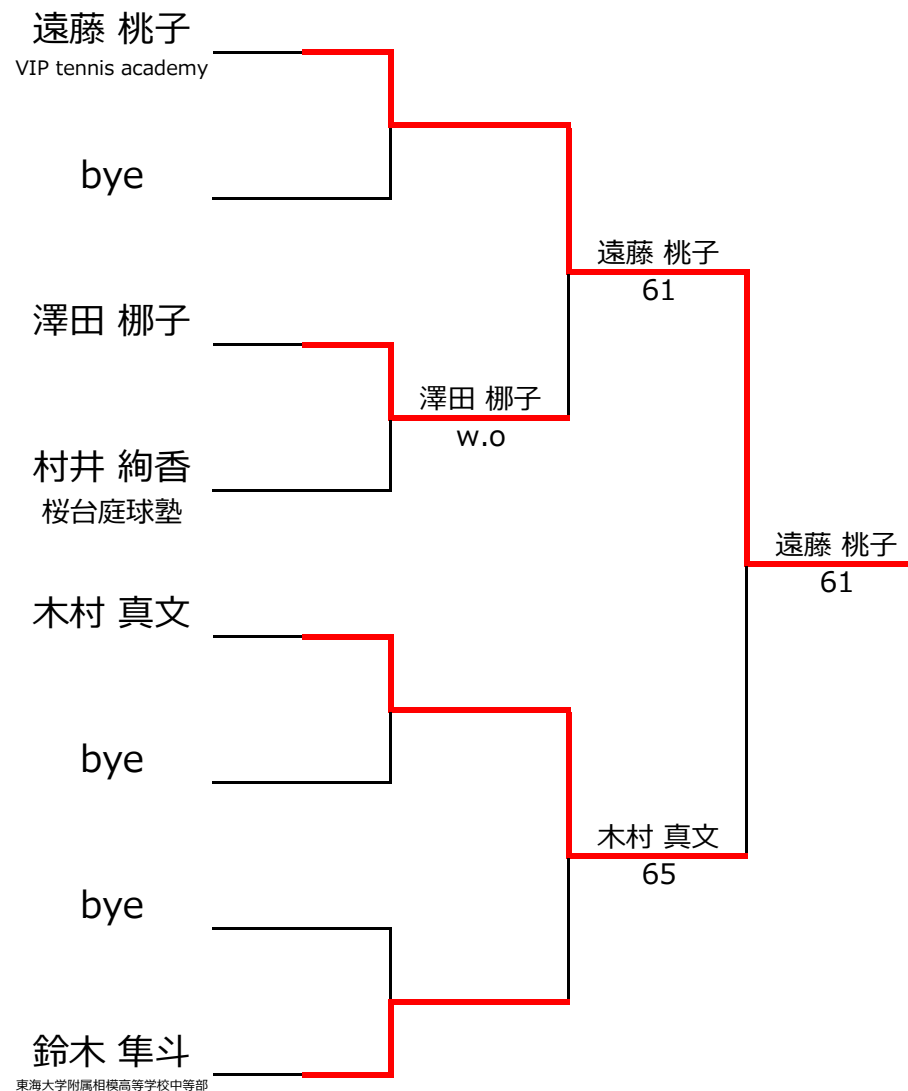 遠藤 桃子
VIP tennis academy
bye
遠藤 桃子
61
澤田 梛子
澤田 梛子
w.o
村井 絢香
桜台庭球塾
遠藤 桃子
61
木村 真文
bye
木村 真文
65
bye
鈴木 隼斗
東海大学附属相模高等学校中等部